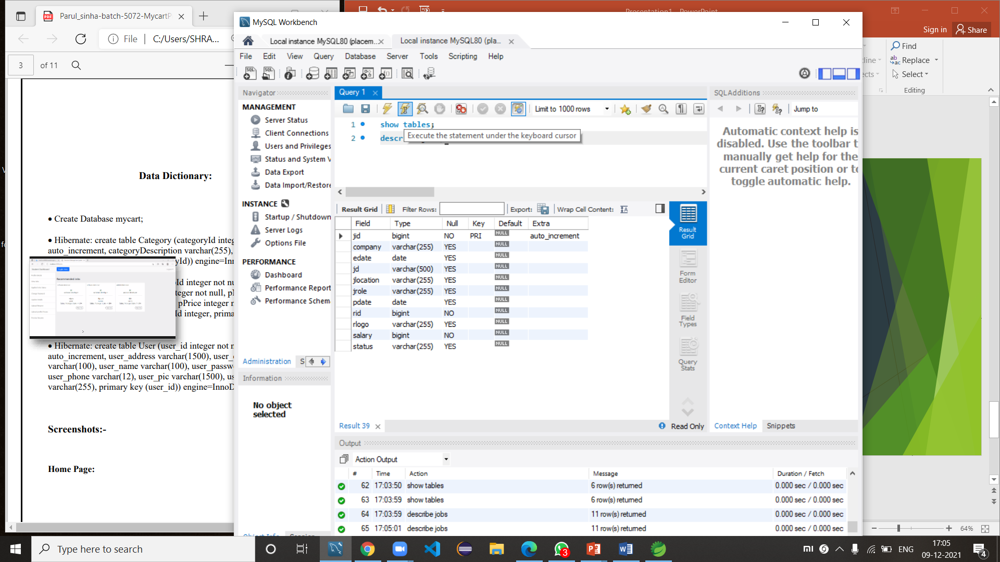 Parul_sinha-batch-5072-MycartP
File
C:/Users/SHRA...
3
of 11
Data Dictionary:
• Create Database mycart;
• Hibernate: create table Category (categoryId integ
auto_increment, categoryDescription varchar(255),
yId)) engine=Inno
Id integer not nu
teger not null, pl
pPrice integer n
Id integer, prima
• Hibernate: create table User (user_id integer not n
auto_increment, user_address varchar(1500), user_
varchar(100), user_name varchar(100), user_passw
user_phone varchar(12), user_pic varchar(1500), us
varchar(255), primary key (user_id)) engine=InnoD
Screenshots:-
Home Page:
Recommended Jobs
MySQL Workbench
Local instance MySQL80 (placem...
Local instance MySQL80 (pla...
File Edit View Query Database Server Tools Scripting Help
Navigator
MANAGEMENT
Server Status
Client Connections
Users and Privileges
Status and System V
Data Export
Data Import/Restore
INSTANCE
Startup / Shutdown
Server Logs
Options File
PERFORMANCE
Dashboard
Performance Report
Performance Schem
Administration S
Information
No object
selected
Query 1
Limit to 1000 rows
1 show tables;
2 descr
Execute the statement under the keyboard cursor
Result Grid Filter Rows: Export: Wrap Cell Content:
Field Type Null Key Default Extra
jid bigint NO PRI NULL auto_increment
company varchar(255) YES NULL
edate date YES NULL
jd varchar(500) YES NULL
jlocation varchar(255) YES NULL
jrole varchar(255) YES NULL
pdate date YES NULL
rid bigint NO NULL
rlogo varchar(255) YES NULL
salary bigint NO NULL
status varchar(255) YES NULL
Result
Grid
Form
Editor
Field
Types
Query
Stats
Result 39
Read Only
SQLAdditions
Jump to
Automatic context help is
disabled. Use the toolbar t
manually get help for the
current caret position or to
toggle automatic help.
Context Help Snippets
Output
Action Output
# Time Action Message Duration / Fetch
62 17:03:50 show tables 6 row(s) returned 0.000 sec / 0.000 sec
63 17:03:59 show tables 6 row(s) returned 0.000 sec / 0.000 sec
64 17:03:59 describe jobs 11 row(s) returned 0.000 sec / 0.000 sec
65 17:05:01 describe jobs 11 row(s) returned 0.000 sec / 0.000 sec
Presentation1 - PowerPoint
Sign in
Share
Find
Replace
Select
Editing
64%
Type here to search
3
ENG
17:05
09-12-2021
4